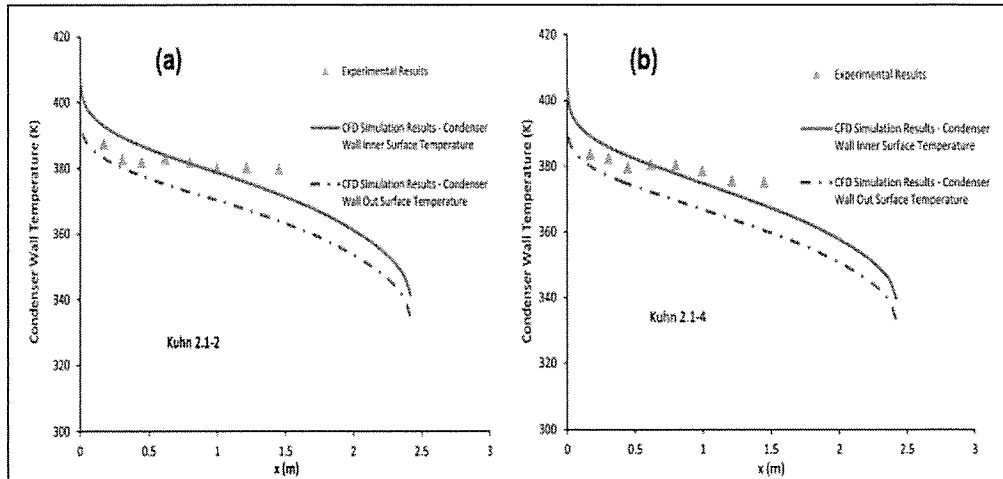 (a)
Condenser Wall Temperature (K)
420
400
380
360
340
320
300
0
0.5
1
1.5
2
2.5
3
x (m)
Experimental Results
CFD Simulation Results - Condenser
Wall Inner Surface Temperature
CFD Simulation Results - Condenser
Wall Out Surface Temperature
Kuhn 2.1-2
(b)
Condenser Wall Temperature (K)
420
400
380
360
340
320
300
0
0.5
1
1.5
2
2.5
3
x (m)
Experimental Results
CFD Simulation Results - Condenser
Wall Inner Surface Temperature
CFD Simulation Results - Condenser
Wall Out Surface Temperature
Kuhn 2.1-4